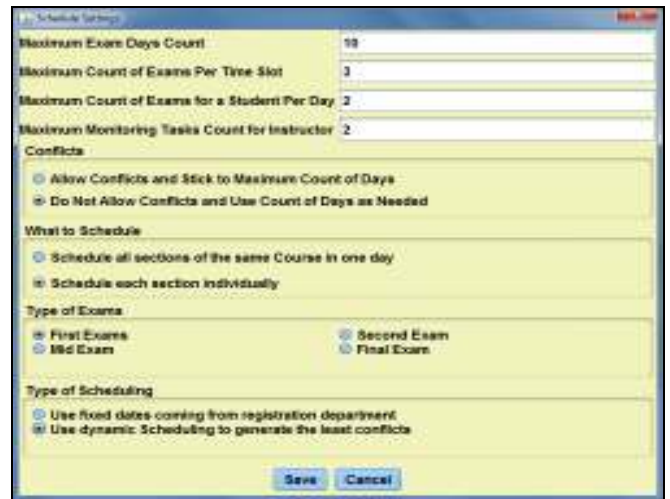 Schedule Settings
Maximum Exam Days Count 10
Maximum Count of Exams Per Time Slot 3
Maximum Count of Exams for a Student Per Day 2
Maximum Monitoring Tasks Count for Instructor 2
Conflicts
Allow Conflicts and Stick to Maximum Count of Days
Do Not Allow Conflicts and Use Count of Days as Needed
What to Schedule
Schedule all sections of the same Course in one day
Schedule each section individually
Type of Exams
First Exams Second Exam
Mid Exam Final Exam
Type of Scheduling
Use fixed dates coming from registration department
Use dynamic Scheduling to generate the least conflicts
Save Cancel